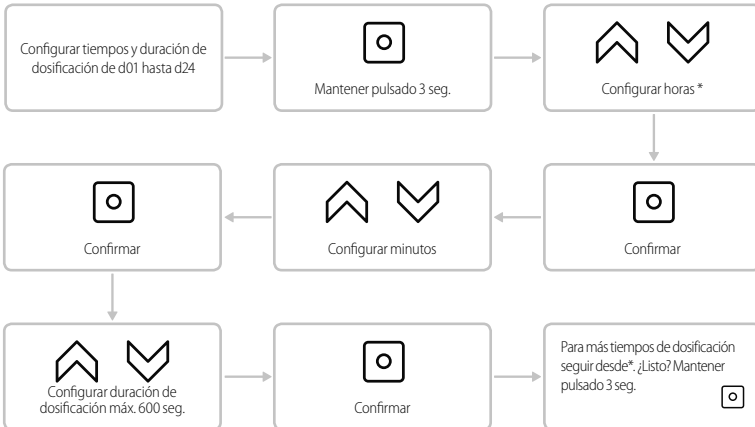 Configurar tiempos y duración de
dosificación de d01 hasta d24
Mantener pulsado 3 seg.
Configurar horas *
Confirmar
Configurar minutos
Confirmar
Configurar duración de
dosificación máx. 600 seg.
Confirmar
Para más tiempos de dosificación
seguir desde*. ¿Listo? Mantener
pulsado 3 seg.